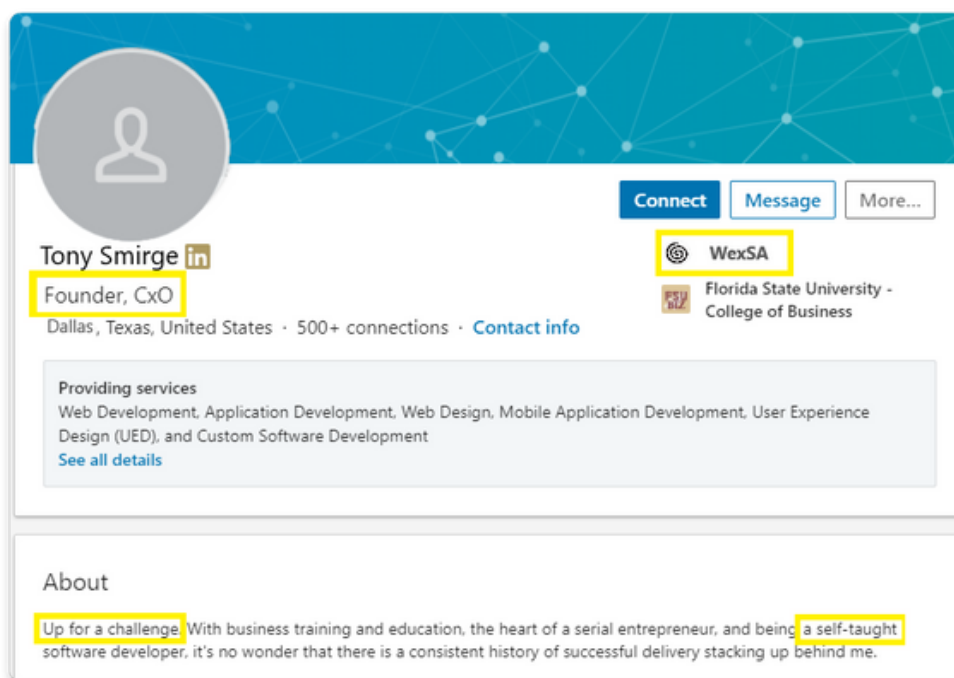 Connect
Message
More...
Tony Smirge in
WexSA
Founder, CxO
Florida State University -
College of Business
FSU
BIZ
Dallas, Texas, United States · 500+ connections · Contact info
Providing services
Web Development, Application Development, Web Design, Mobile Application Development, User Experience
Design (UED), and Custom Software Development
See all details
About
Up for a challenge. With business training and education, the heart of a serial entrepreneur, and being a self-taught
software developer, it's no wonder that there is a consistent history of successful delivery stacking up behind me.